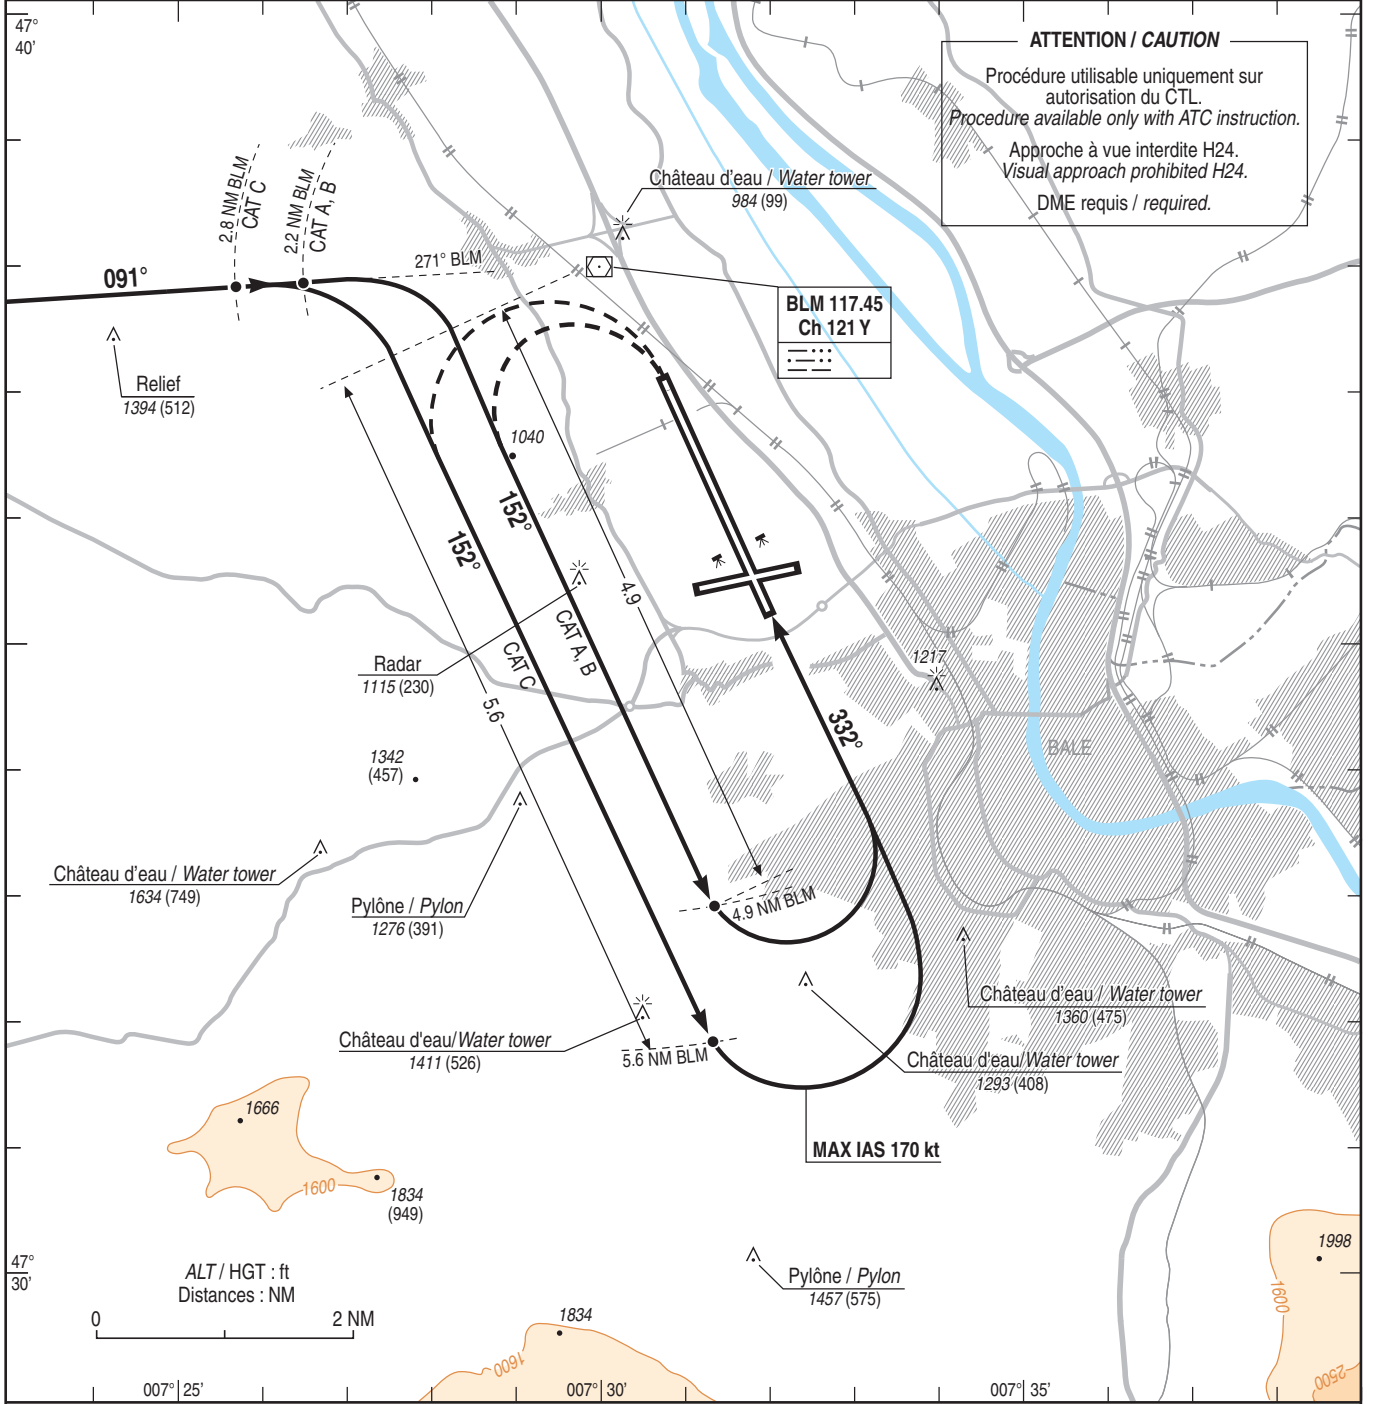 47°
40'
ATTENTION / CAUTION
Procédure utilisable uniquement sur
autorisation du CTL.
Procedure available only with ATC instruction.
Approche à vue interdite H24.
Visual approach prohibited H24.
DME requis / required.
2.8 NM BLM
CAT C
2.2 NM BLM
CAT A, B
Château d'eau / Water tower
984 (99)
091°
271° BLM
BLM 117.45
Ch 121 Y
Relief
1394 (512)
1040
152°
152°
4.9
CAT A, B
CAT C
Radar
1115 (230)
5.6
1217
332°
BALE
1342
(457)
Château d'eau / Water tower
1634 (749)
Pylône / Pylon
1276 (391)
4.9 NM BLM
Château d'eau / Water tower
1360 (475)
Château d'eau/Water tower
1411 (526)
5.6 NM BLM
Château d'eau/Water tower
1293 (408)
MAX IAS 170 kt
1666
1600
1834
(949)
47°
30'
ALT / HGT : ft
Distances : NM
0
2 NM
Pylône / Pylon
1457 (575)
1998
1600
1834
1600
2500
007° 25'
007° 30'
007° 35'